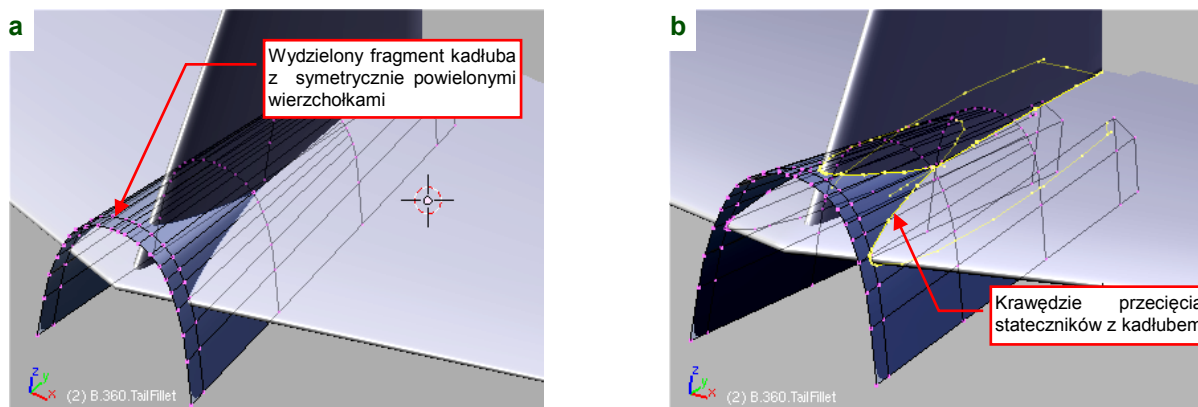 a
Wydzielony fragment kadłuba
z symetrycznie powielonymi
wierzchołkami
z
y
x
(2) B.360.TailFillet
b
Krawędzie przecięcia
stateczników z kadłubem
z
y
x
(2) B.360.TailFillet